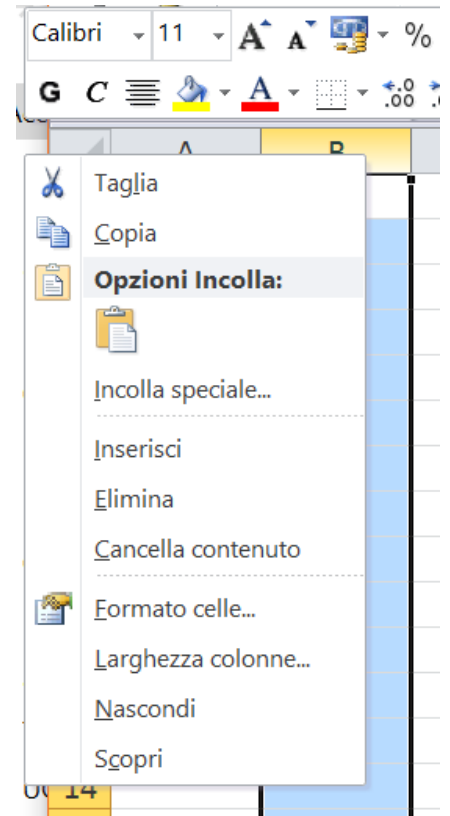 Calibri 11 A A %
G C A ,00
A B
Taglia
Copia
Opzioni Incolla:
Incolla speciale...
Inserisci
Elimina
Cancella contenuto
Formato celle...
Larghezza colonne...
Nascondi
Scopri
14